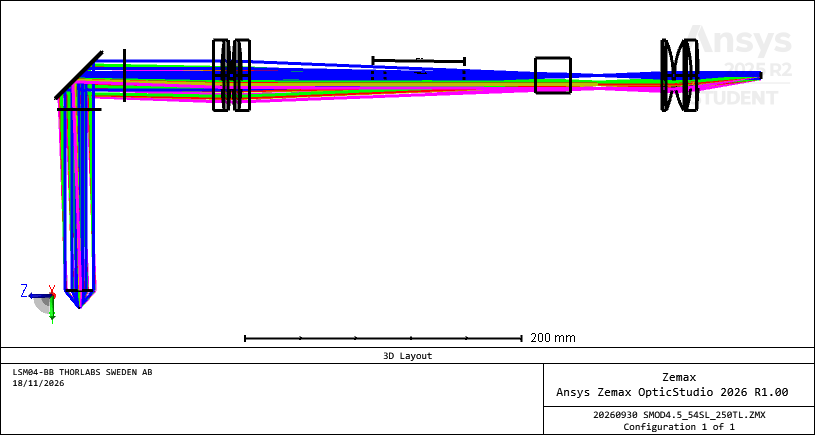 Ansys
2025 R2
STUDENT
Z
X
Y
200 mm
3D Layout
LSM04-BB THORLABS SWEDEN AB
18/11/2026
Zemax
Ansys Zemax OpticStudio 2026 R1.00
20260930 SMOD4.5_54SL_250TL.ZMX
Configuration 1 of 1